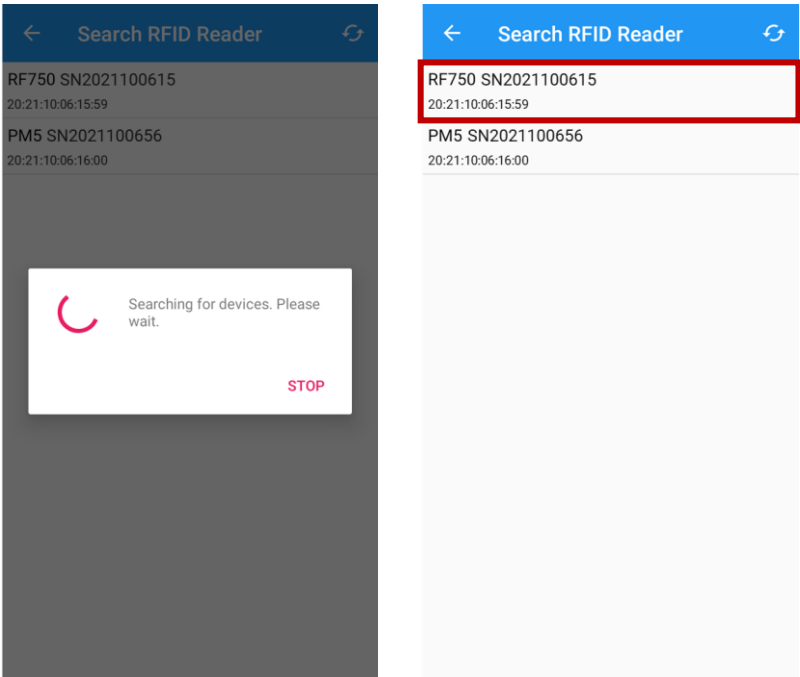 Search RFID Reader
RF750 SN2021100615
20:21:10:06:15:59
PM5 SN2021100656
20:21:10:06:16:00
Searching for devices. Please
wait.
STOP
Search RFID Reader
RF750 SN2021100615
20:21:10:06:15:59
PM5 SN2021100656
20:21:10:06:16:00